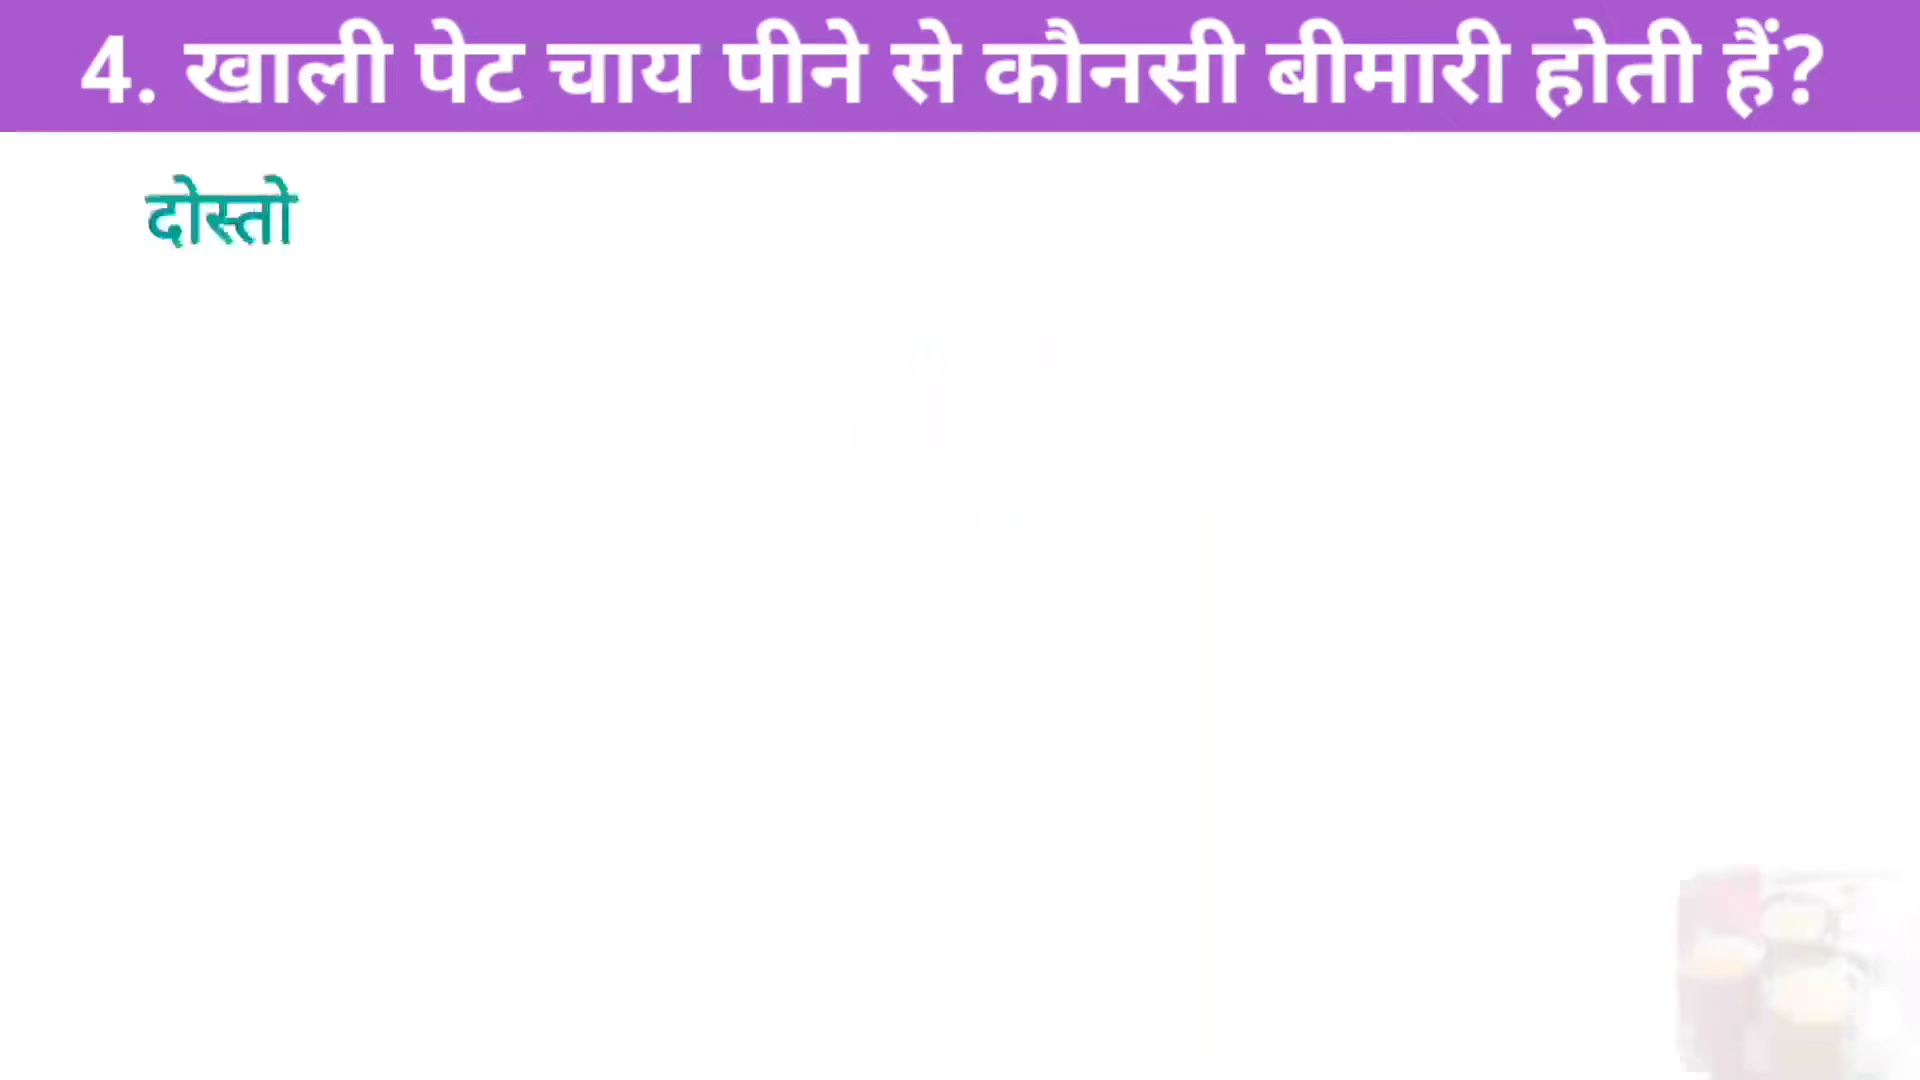 4. खाली पेट चाय पीने से कौनसी बीमारी होती हैं?
दोस्तो